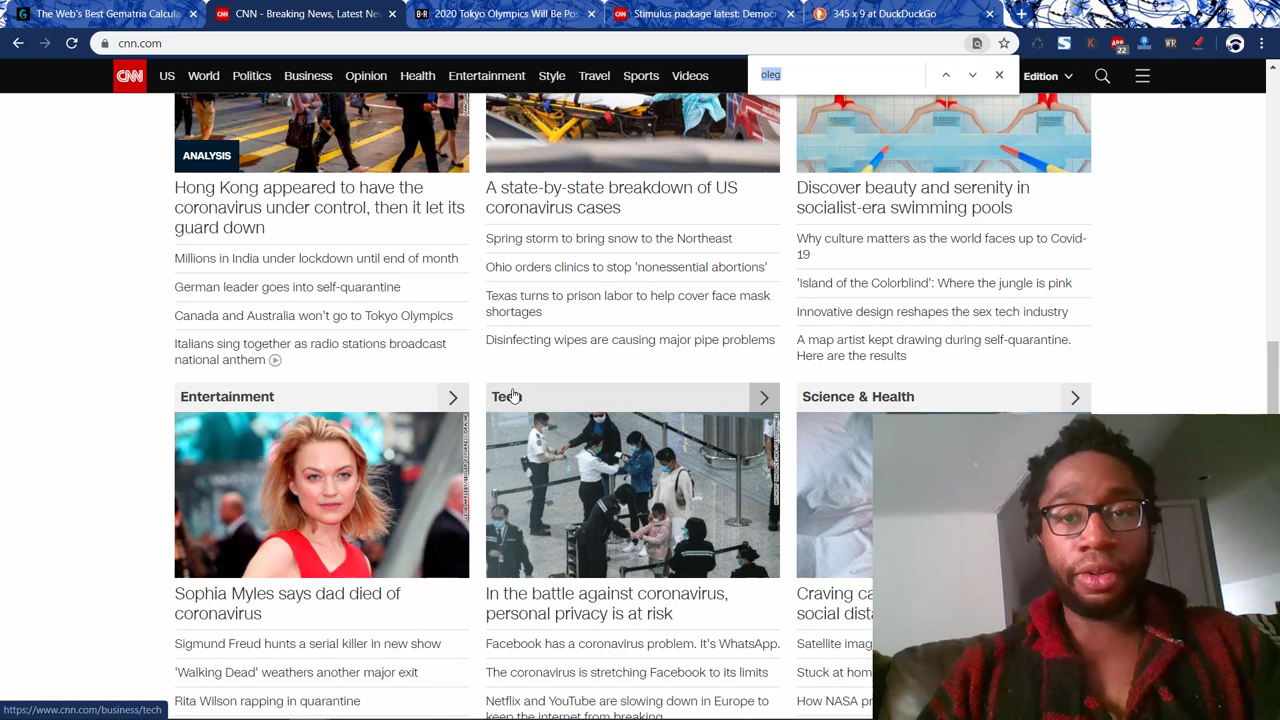 The Web's Best Gematria Calcula
CNN - Breaking News, Latest Ne
B-R
2020 Tokyo Olympics Will Be Po
CNN
Stimulus package latest: Democ
345 x 9 at DuckDuckGo
cnn.com
22
WR
CNN
US
World
Politics
Business
Opinion
Health
Entertainment
Style
Travel
Sports
Videos
oleg
Edition
ANALYSIS
Hong Kong appeared to have the
coronavirus under control, then it let its
guard down
Millions in India under lockdown until end of month
German leader goes into self-quarantine
Canada and Australia won't go to Tokyo Olympics
Italians sing together as radio stations broadcast
national anthem
A state-by-state breakdown of US
coronavirus cases
Spring storm to bring snow to the Northeast
Ohio orders clinics to stop 'nonessential abortions'
Texas turns to prison labor to help cover face mask
shortages
Disinfecting wipes are causing major pipe problems
Discover beauty and serenity in
socialist-era swimming pools
Why culture matters as the world faces up to Covid-
19
'Island of the Colorblind': Where the jungle is pink
Innovative design reshapes the sex tech industry
A map artist kept drawing during self-quarantine.
Here are the results
Entertainment
Sophia Myles says dad died of
coronavirus
Sigmund Freud hunts a serial killer in new show
'Walking Dead' weathers another major exit
Rita Wilson rapping in quarantine
Tech
In the battle against coronavirus,
personal privacy is at risk
Facebook has a coronavirus problem. It's WhatsApp.
The coronavirus is stretching Facebook to its limits
Netflix and YouTube are slowing down in Europe to
keep the internet from breaking
Science & Health
Craving ca
social dist
Satellite imag
Stuck at hom
How NASA pr
https://www.cnn.com/business/tech